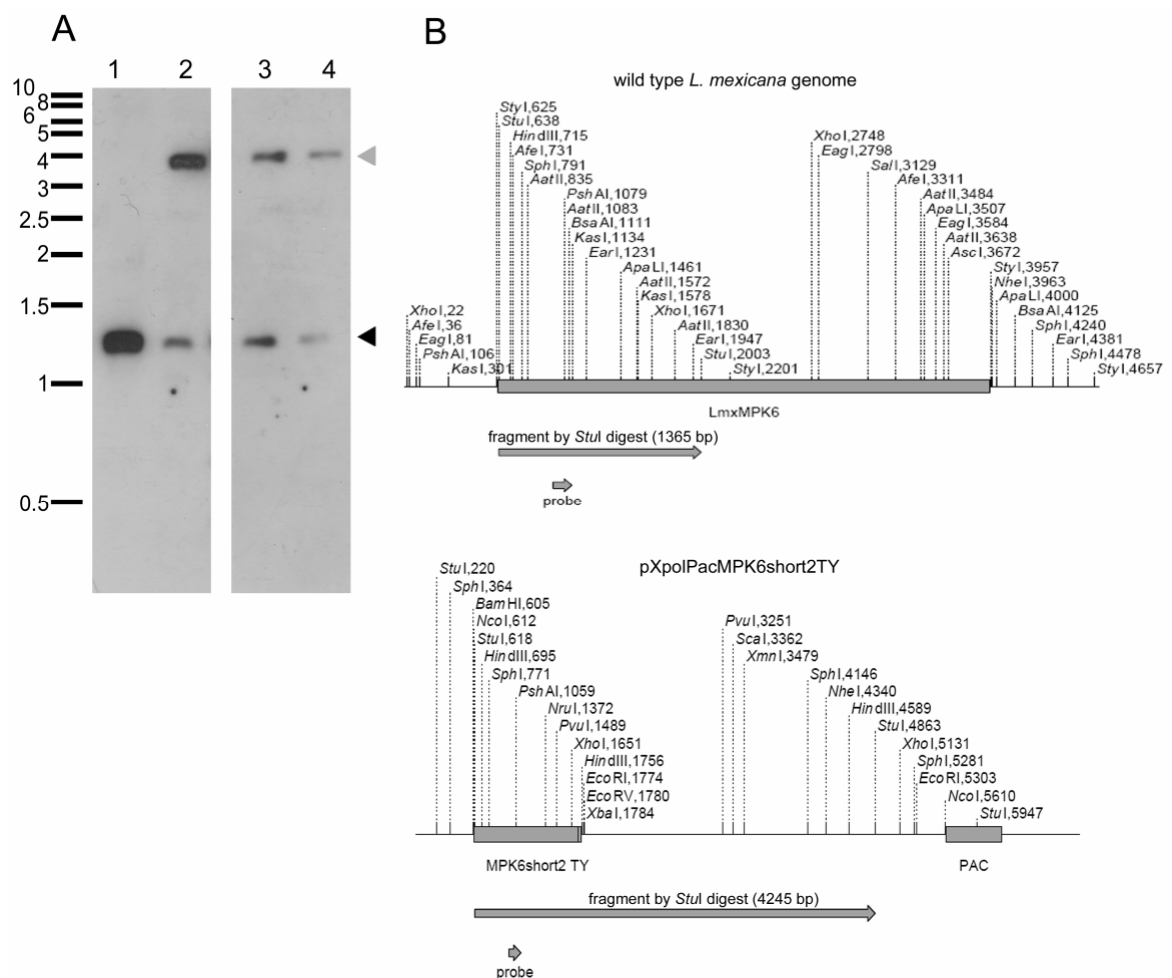 A
1 2 3 4
10
8
6
5
4
3
2.5
2
1.5
1
0.5
B
wild type L. mexicana genome
StyI,625
StuI,638
HindIII,715
AfeI,731
SphI,791
AatII,835
PshAI,1079
AatII,1083
BsaAI,1111
KasI,1134
EarI,1231
ApaLI,1461
AatII,1572
KasI,1578
XhoI,1671
AatII,1830
EarI,1947
StuI,2003
StyI,2201
XhoI,22
AfeI,36
EagI,81
PshAI,106
KasI,301
XhoI,2748
EagI,2798
SalI,3129
AfeI,3311
AatII,3484
ApaLI,3507
EagI,3584
AatII,3638
AscI,3672
StyI,3957
NheI,3963
ApaLI,4000
BsaAI,4125
SphI,4240
EarI,4381
SphI,4478
StyI,4657
LmxMPK6
fragment by StuI digest (1365 bp)
probe
pXpolPacMPK6short2TY
StuI,220
SphI,364
BamHI,605
NcoI,612
StuI,618
HindIII,695
SphI,771
PshAI,1059
NruI,1372
PvuI,1489
XhoI,1651
HindIII,1756
EcoRI,1774
EcoRV,1780
XbaI,1784
PvuI,3251
ScaI,3362
XmnI,3479
SphI,4146
NheI,4340
HindIII,4589
StuI,4863
XhoI,5131
SphI,5281
EcoRI,5303
NcoI,5610
StuI,5947
MPK6short2 TY
PAC
fragment by StuI digest (4245 bp)
probe